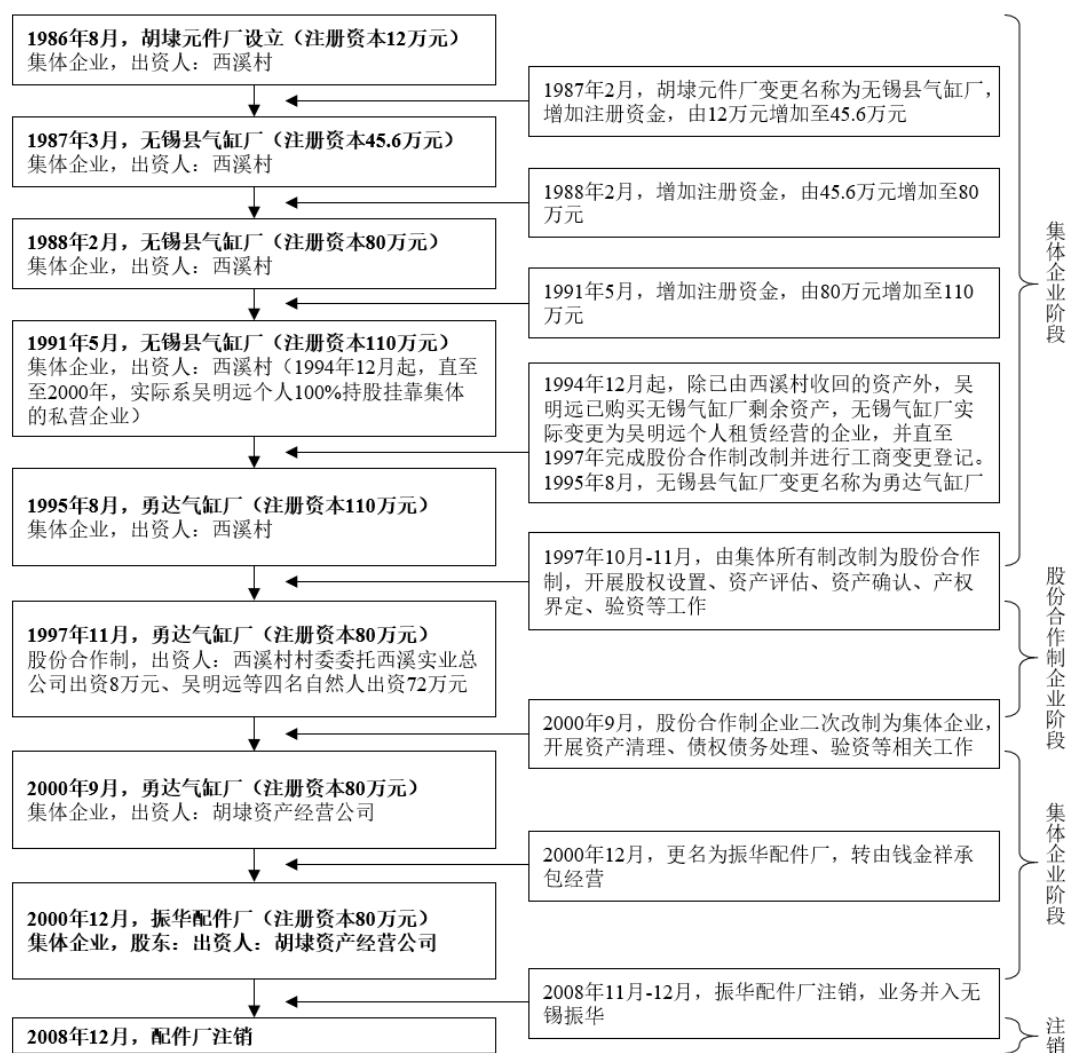 1986年8月，胡埭元件厂设立（注册资本12万元）
集体企业，出资人：西溪村
1987年2月，胡埭元件厂变更名称为无锡县气缸厂，
增加注册资金，由12万元增加至45.6万元
1987年3月，无锡县气缸厂（注册资本45.6万元）
集体企业，出资人：西溪村
1988年2月，增加注册资金，由45.6万元增加至80
万元
1988年2月，无锡县气缸厂（注册资本80万元）
集体企业，出资人：西溪村
1991年5月，增加注册资金，由80万元增加至110
万元
1991年5月，无锡县气缸厂（注册资本110万元）
集体企业，出资人：西溪村（1994年12月起，直至
至2000年，实际系吴明远个人100%持股挂靠集体
的私营企业）
1994年12月起，除已由西溪村收回的资产外，吴
明远已购买无锡气缸厂剩余资产，无锡气缸厂实
际变更为吴明远个人租赁经营的企业，并直至
1997年完成股份合作制改制并进行工商变更登记。
1995年8月，无锡县气缸厂变更名称为勇达气缸厂
1995年8月，勇达气缸厂（注册资本110万元）
集体企业，出资人：西溪村
集体企业阶段
1997年10月-11月，由集体所有制改制为股份合作
制，开展股权设置、资产评估、资产确认、产权
界定、验资等工作
1997年11月，勇达气缸厂（注册资本80万元）
股份合作制，出资人：西溪村村委委托西溪实业总
公司出资8万元、吴明远等四名自然人出资72万元
股份合作制企业阶段
2000年9月，股份合作制企业二次改制为集体企业，
开展资产清理、债权债务处理、验资等相关工作
2000年9月，勇达气缸厂（注册资本80万元）
集体企业，出资人：胡埭资产经营公司
2000年12月，更名为振华配件厂，转由钱金祥承
包经营
2000年12月，振华配件厂（注册资本80万元）
集体企业，股东：出资人：胡埭资产经营公司
集体企业阶段
2008年11月-12月，振华配件厂注销，业务并入无
锡振华
2008年12月，配件厂注销
注销